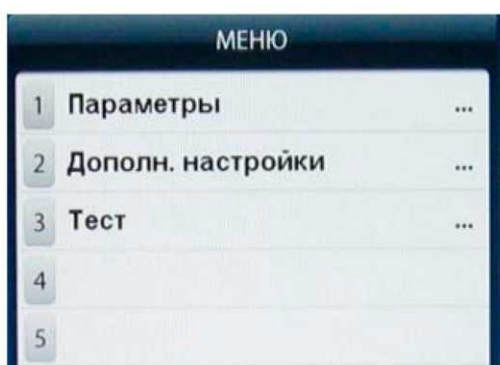 МЕНЮ
1 Параметры ...
2 Дополн. настройки ...
3 Тест ...
4
5